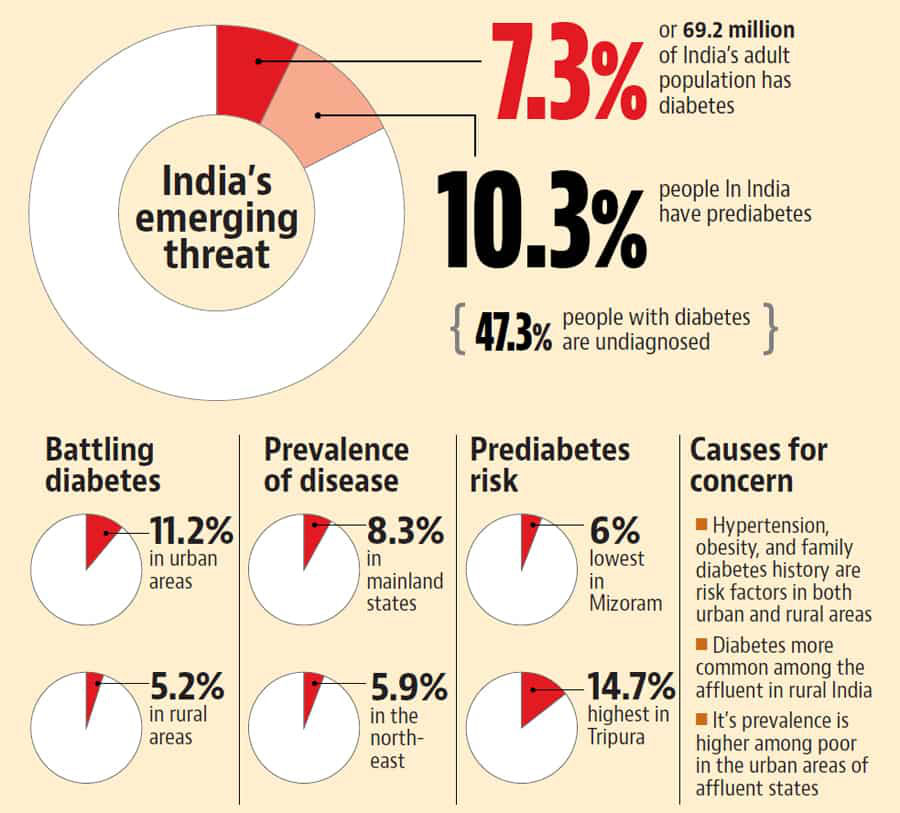 7.3%
or 69.2 million
of India's adult
population has
diabetes
India's
emerging
threat
10.3%
people In India
have prediabetes
{ 47.3% people with diabetes }
are undiagnosed
Battling
diabetes
11.2%
in urban
areas
5.2%
in rural
areas
Prevalence
of disease
8.3%
in
mainland
states
5.9%
in the
north-
east
Prediabetes
risk
6%
lowest
in
Mizoram
14.7%
highest in
Tripura
Causes for
concern
■ Hypertension,
obesity, and family
diabetes history are
risk factors in both
urban and rural areas
■ Diabetes more
common among the
affluent in rural India
■ It's prevalence is
higher among poor
in the urban areas of
affluent states